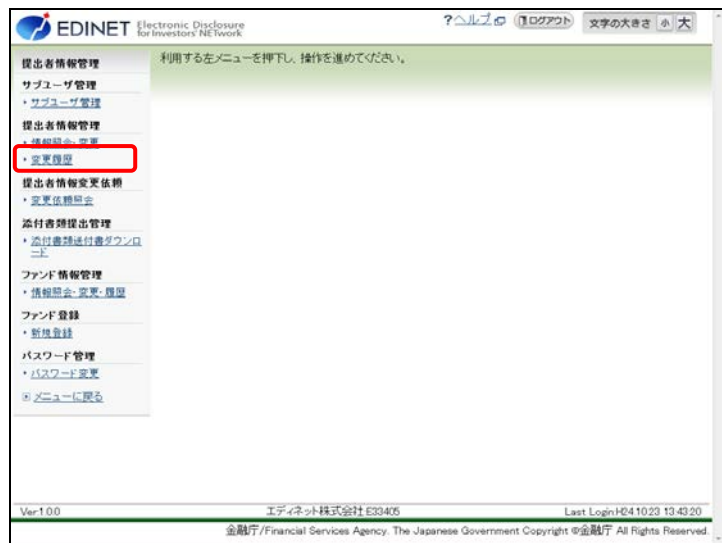 EDINET Electronic Disclosure
for Investors' NETwork
?ヘルプ ログアウト 文字の大きさ 小 大
利用する左メニューを押下し、操作を進めてください。
提出者情報管理
サブユーザ管理
サブユーザ管理
提出者情報管理
情報照会・変更
変更履歴
提出者情報変更依頼
変更依頼照会
添付書類提出管理
添付書類送付書ダウンロ
ード
ファンド情報管理
情報照会・変更・履歴
ファンド登録
新規登録
パスワード管理
パスワード変更
メニューに戻る
Ver.1.0.0 エディネット株式会社 E33405 Last Login:H24.10.23 13:43:20
金融庁/Financial Services Agency. The Japanese Government Copyright ©金融庁 All Rights Reserved.